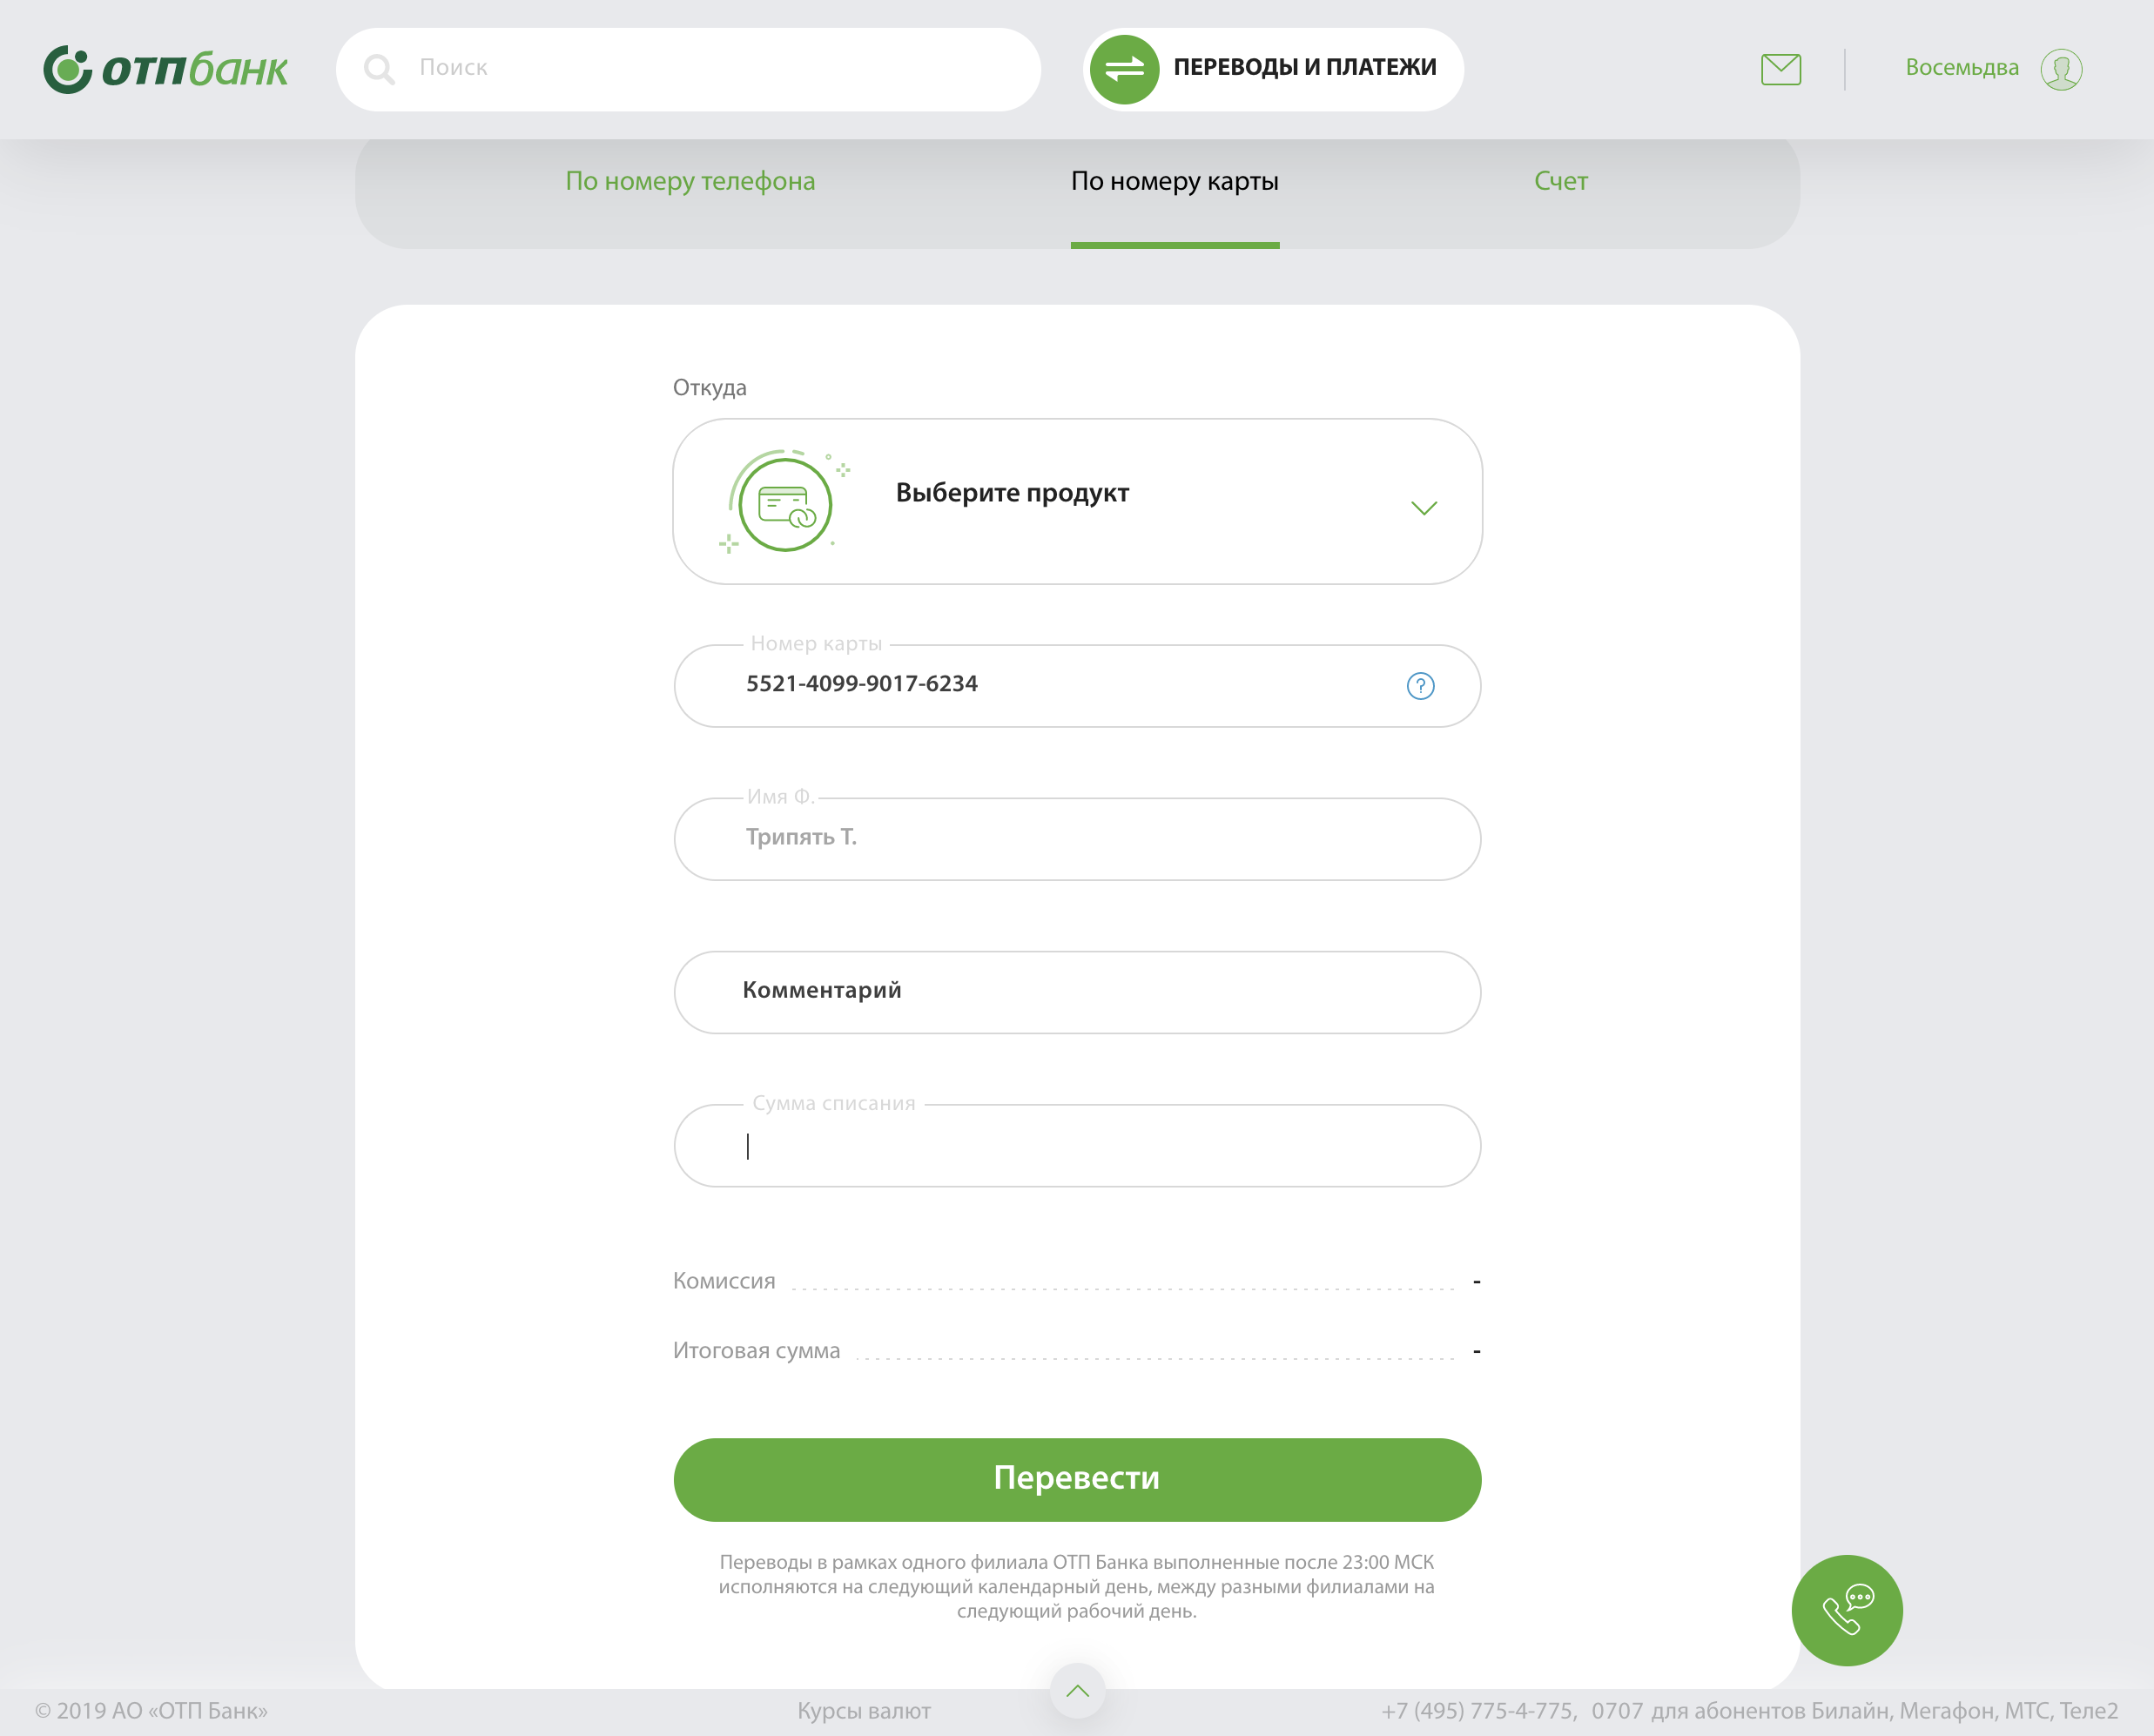 отпбанк
Поиск
ПЕРЕВОДЫ И ПЛАТЕЖИ
Восемьдва
По номеру телефона
По номеру карты
Счет
Откуда
Выберите продукт
Номер карты
5521-4099-9017-6234
?
Имя Ф.
Трипять Т.
Комментарий
Сумма списания
Комиссия -
Итоговая сумма -
Перевести
Переводы в рамках одного филиала ОТП Банка выполненные после 23:00 МСК
исполняются на следующий календарный день, между разными филиалами на
следующий рабочий день.
© 2019 АО «ОТП Банк»
Курсы валют
+7 (495) 775-4-775, 0707 для абонентов Билайн, Мегафон, МТС, Теле2